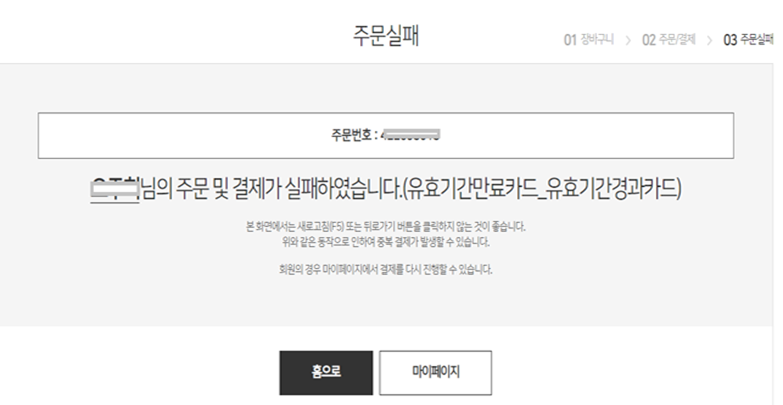 주문실패
01 장바구니 > 02 주문/결제 > 03 주문실패
주문번호 :
님의 주문 및 결제가 실패하였습니다.(유효기간만료카드_유효기간경과카드)
본 화면에서는 새로고침(F5) 또는 뒤로가기 버튼을 클릭하지 않는 것이 좋습니다.
위와 같은 동작으로 인하여 중복 결제가 발생할 수 있습니다.
회원의 경우 마이페이지에서 결제를 다시 진행할 수 있습니다.
홈으로
마이페이지